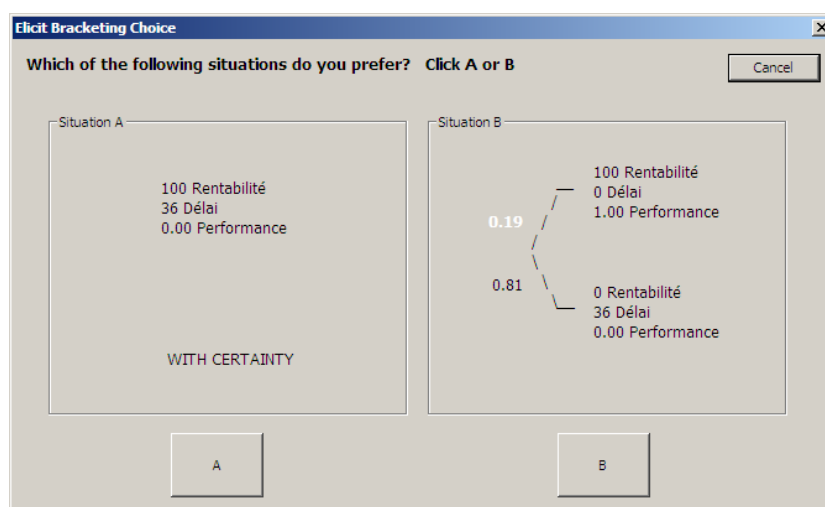 Elicit Bracketing Choice
Which of the following situations do you prefer? Click A or B
Cancel
Situation A
100 Rentabilité
36 Délai
0.00 Performance
WITH CERTAINTY
Situation B
0.19
0.81
100 Rentabilité
0 Délai
1.00 Performance
0 Rentabilité
36 Délai
0.00 Performance
A
B